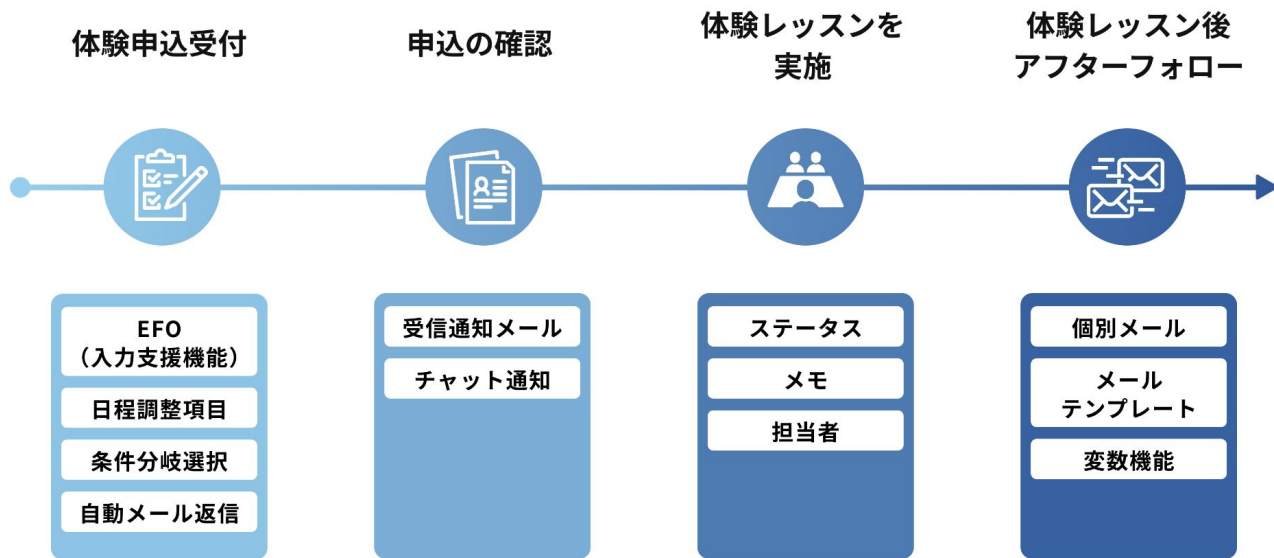 体験申込受付
申込の確認
体験レッスンを
実施
体験レッスン後
アフターフォロー
EFO
（入力支援機能）
日程調整項目
条件分岐選択
自動メール返信
受信通知メール
チャット通知
ステータス
メモ
担当者
個別メール
メール
テンプレート
変数機能